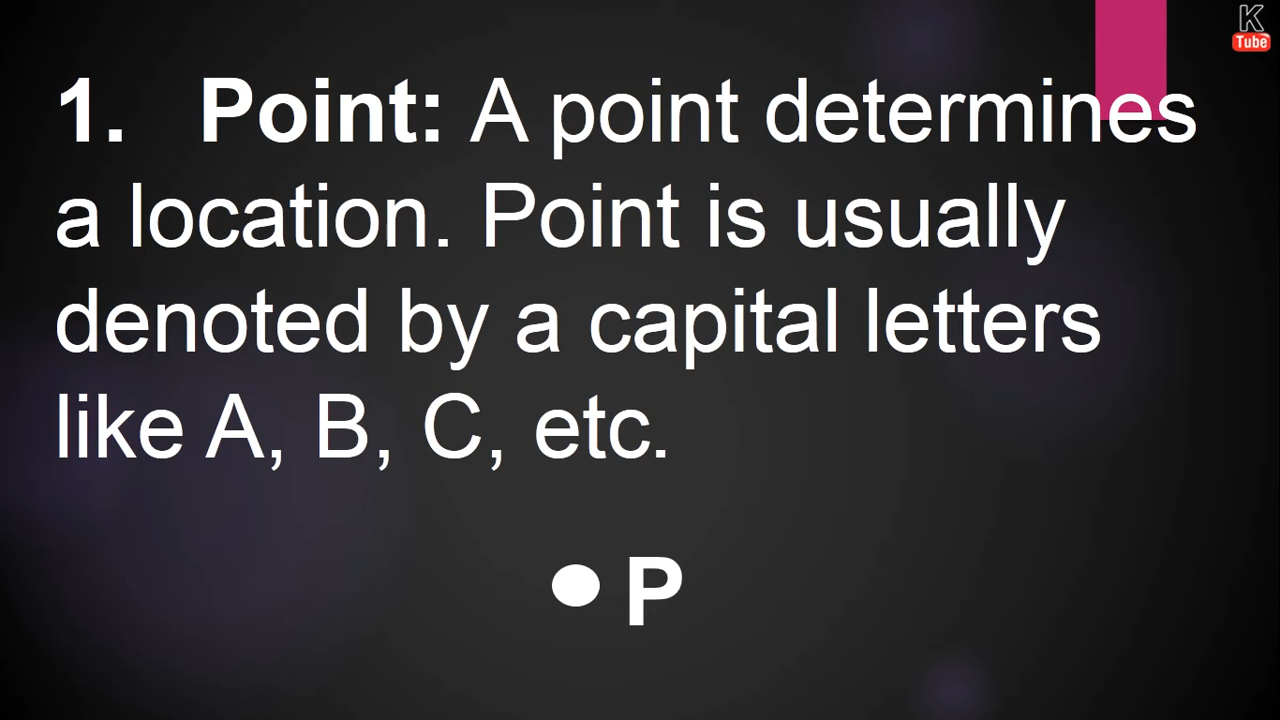 K
Tube
1. Point: A point determines
a location. Point is usually
denoted by a capital letters
like A, B, C, etc.
P